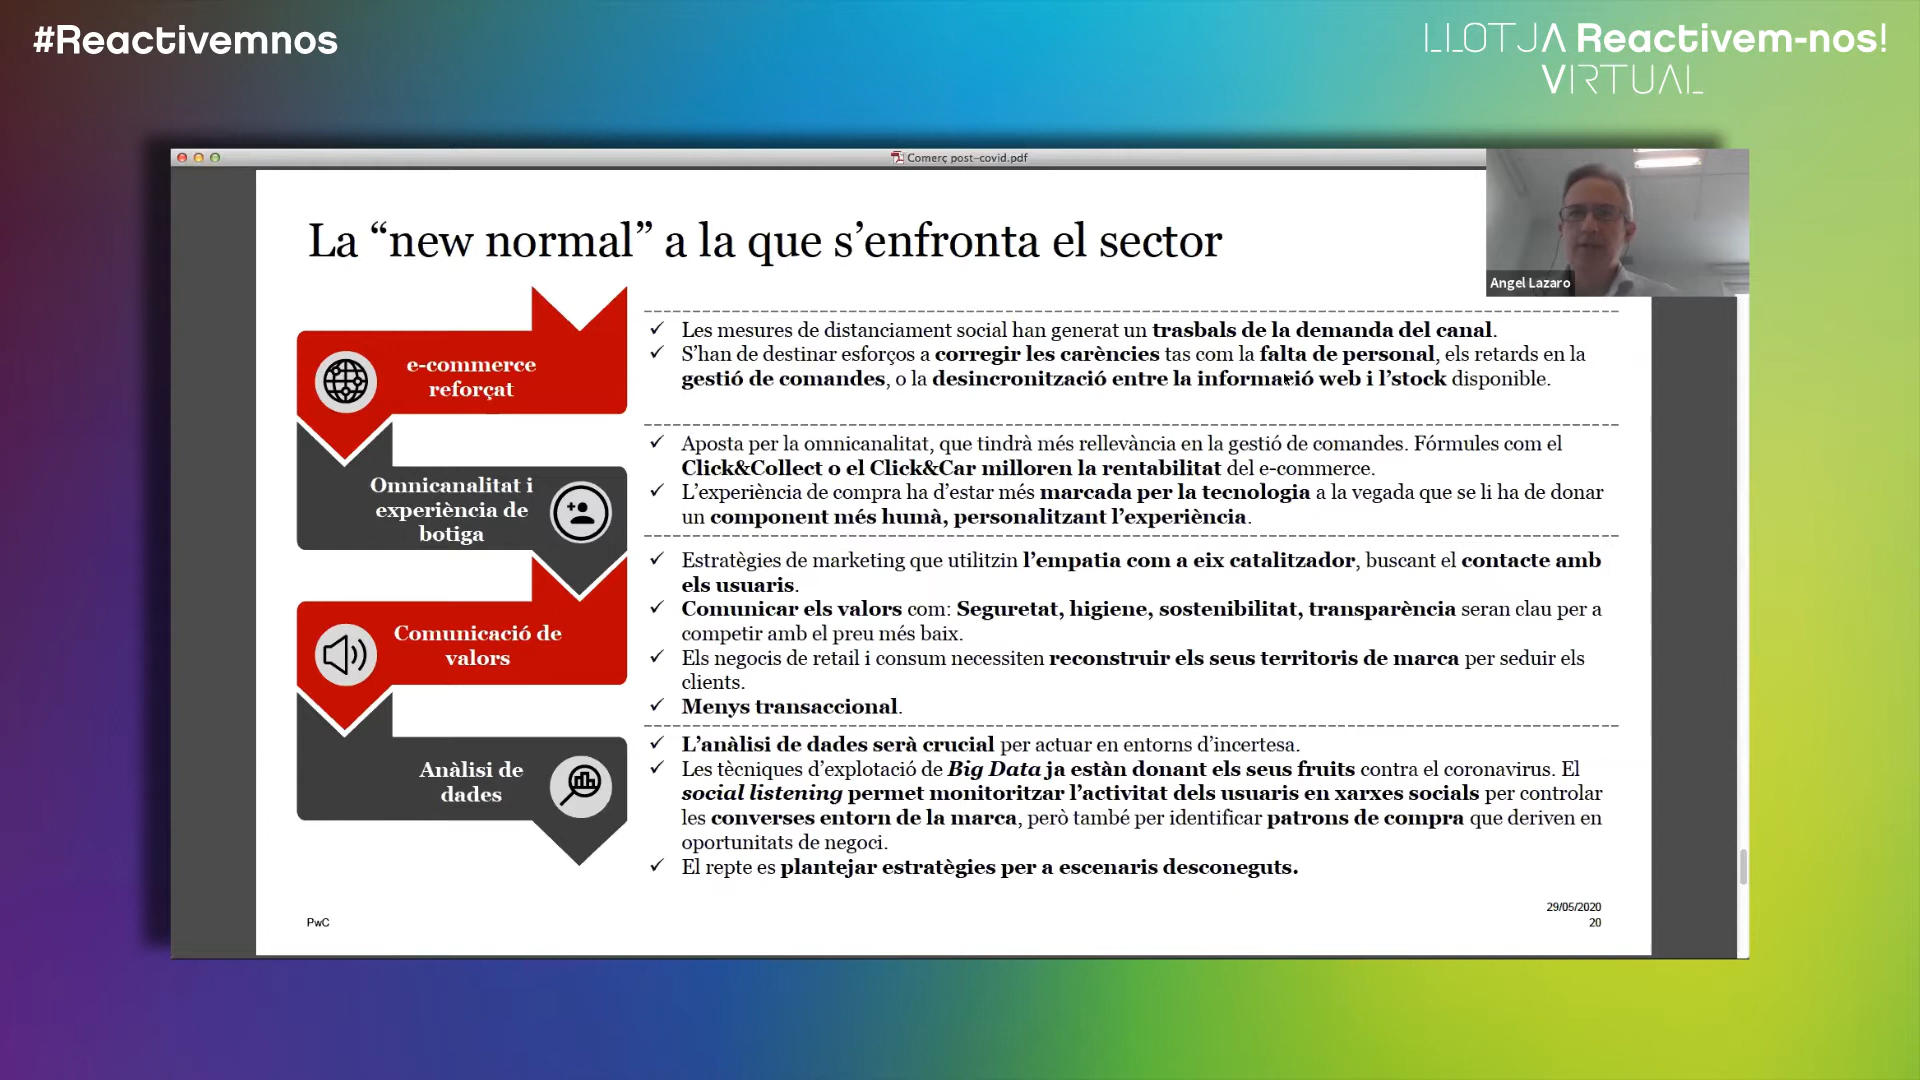 #Reactivemnos
LLOTJA Reactivem-nos!
VIRTUAL
Comerç post-covid.pdf
Angel Lazaro
La “new normal” a la que s’enfronta el sector
e-commerce
reforçat
✓ Les mesures de distanciament social han generat un trasbals de la demanda del canal.
✓ S’han de destinar esforços a corregir les carències tas com la falta de personal, els retards en la
gestió de comandes, o la desincronització entre la informació web i l’stock disponible.
Omnicanalitat i
experiència de
botiga
✓ Aposta per la omnicanalitat, que tindrà més rellevància en la gestió de comandes. Fórmules com el
Click&Collect o el Click&Car milloren la rentabilitat del e-commerce.
✓ L’experiència de compra ha d’estar més marcada per la tecnologia a la vegada que se li ha de donar
un component més humà, personalitzant l’experiència.
Comunicació de
valors
✓ Estratègies de marketing que utilitzin l’empatia com a eix catalitzador, buscant el contacte amb
els usuaris.
✓ Comunicar els valors com: Seguretat, higiene, sostenibilitat, transparència seran clau per a
competir amb el preu més baix.
✓ Els negocis de retail i consum necessiten reconstruir els seus territoris de marca per seduir els
clients.
✓ Menys transaccional.
Anàlisi de
dades
✓ L’anàlisi de dades serà crucial per actuar en entorns d’incertesa.
✓ Les tècniques d’explotació de Big Data ja estàn donant els seus fruits contra el coronavirus. El
social listening permet monitoritzar l’activitat dels usuaris en xarxes socials per controlar
les converses entorn de la marca, però també per identificar patrons de compra que deriven en
oportunitats de negoci.
✓ El repte es plantejar estratègies per a escenaris desconeguts.
29/05/2020
PwC
20